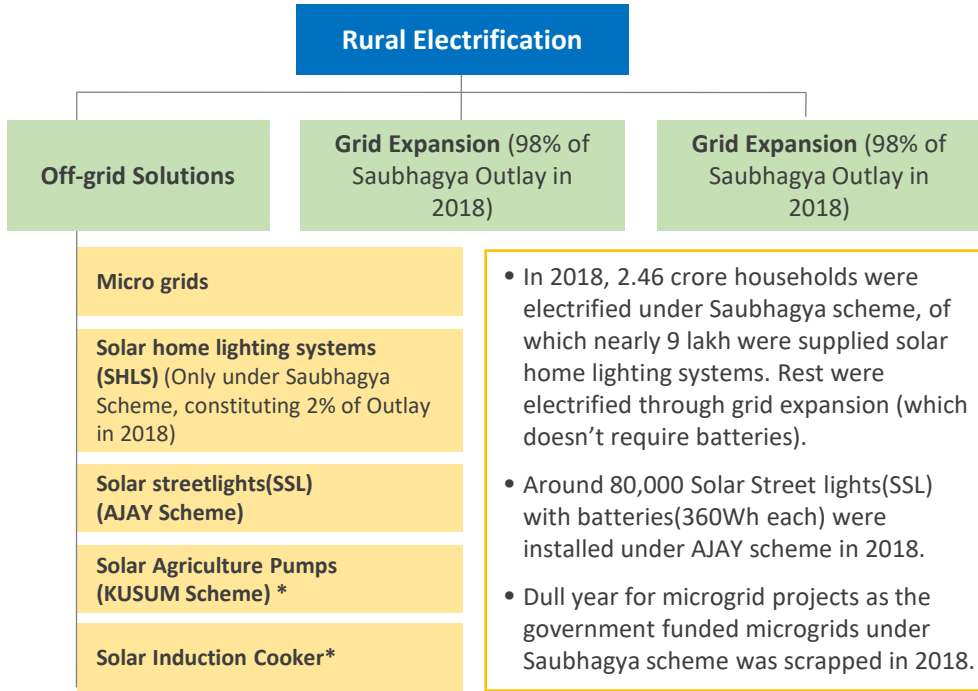 Rural Electrification
Off-grid Solutions
Grid Expansion (98% of
Saubhagya Outlay in
2018)
Grid Expansion (98% of
Saubhagya Outlay in
2018)
Micro grids
Solar home lighting systems
(SHLS) (Only under Saubhagya
Scheme, constituting 2% of Outlay
in 2018)
Solar streetlights(SSL)
(AJAY Scheme)
Solar Agriculture Pumps
(KUSUM Scheme) *
Solar Induction Cooker*
• In 2018, 2.46 crore households were
electrified under Saubhagya scheme, of
which nearly 9 lakh were supplied solar
home lighting systems. Rest were
electrified through grid expansion (which
doesn’t require batteries).
• Around 80,000 Solar Street lights(SSL)
with batteries(360Wh each) were
installed under AJAY scheme in 2018.
• Dull year for microgrid projects as the
government funded microgrids under
Saubhagya scheme was scrapped in 2018.